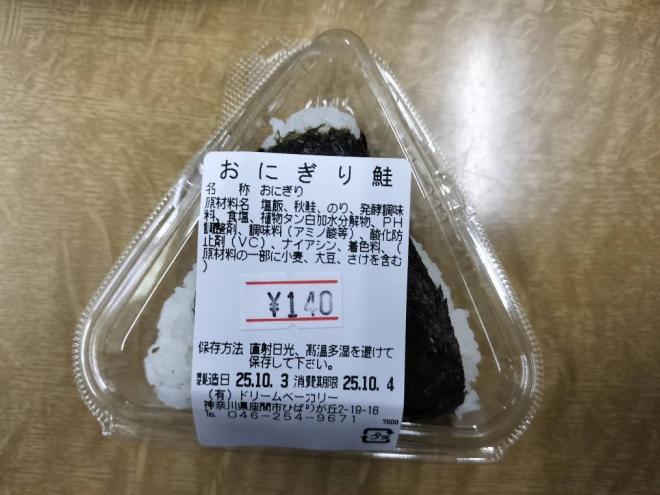 おにぎり鮭
名　称　おにぎり
原材料名　塩飯、秋鮭、のり、発酵調味
料、食塩、植物タン白加水分解物、PH
調整剤、調味料(アミノ酸等)、酸化防
止剤(VC)、ナイアシン、着色料、(
原材料の一部に小麦、大豆、さけを含む
)
¥140
保存方法　直射日光、高温多湿を避けて
保存して下さい。
製造日 25.10. 3 消費期限 25.10. 4
(有)ドリームベーカリー
神奈川県座間市ひばりが丘2-19-16
TEL 046-254-9671
7000
プラ